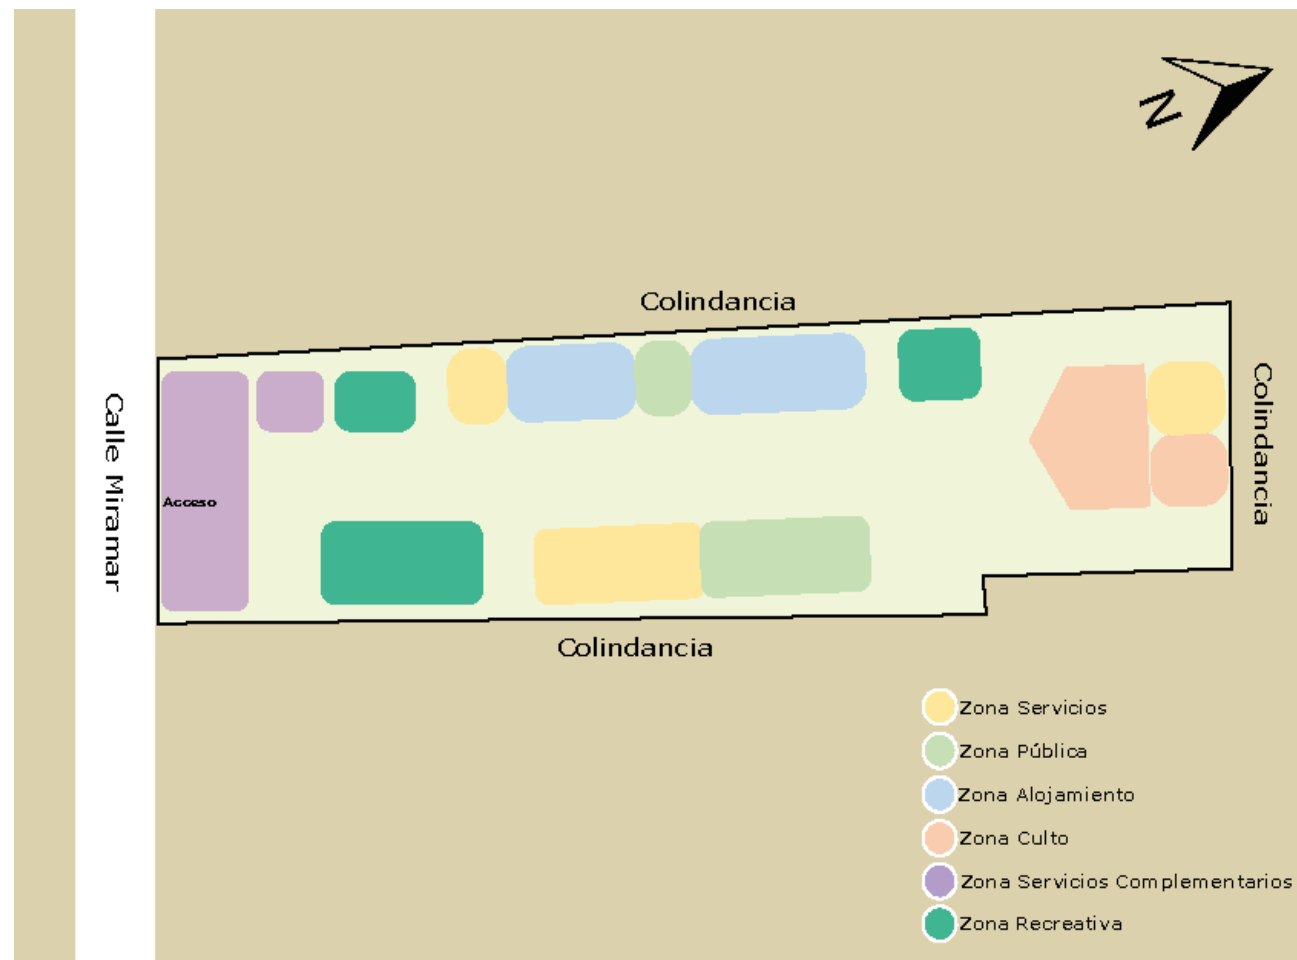 N
Colindancia
Calle Miramar
Colindancia
Acceso
Colindancia
Zona Servicios
Zona Pública
Zona Alojamiento
Zona Culto
Zona Servicios Complementarios
Zona Recreativa